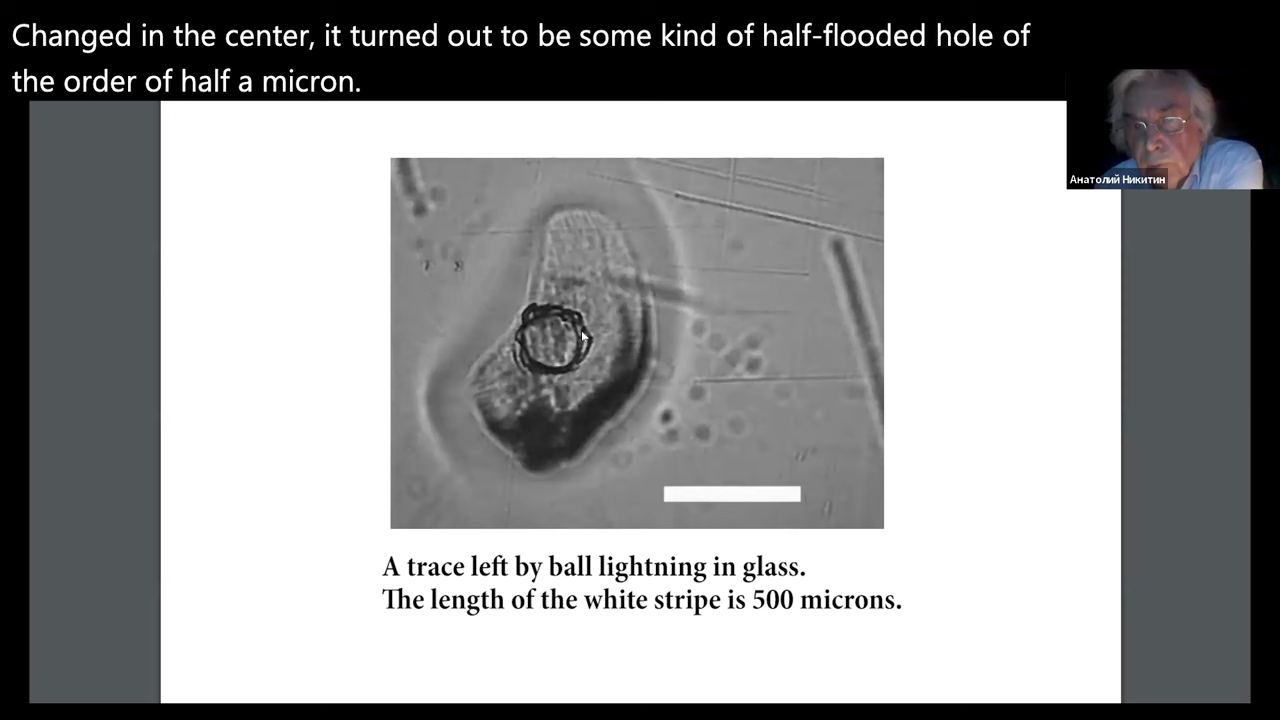 Changed in the center, it turned out to be some kind of half-flooded hole of
the order of half a micron.
Анатолий Никитин
A trace left by ball lightning in glass.
The length of the white stripe is 500 microns.